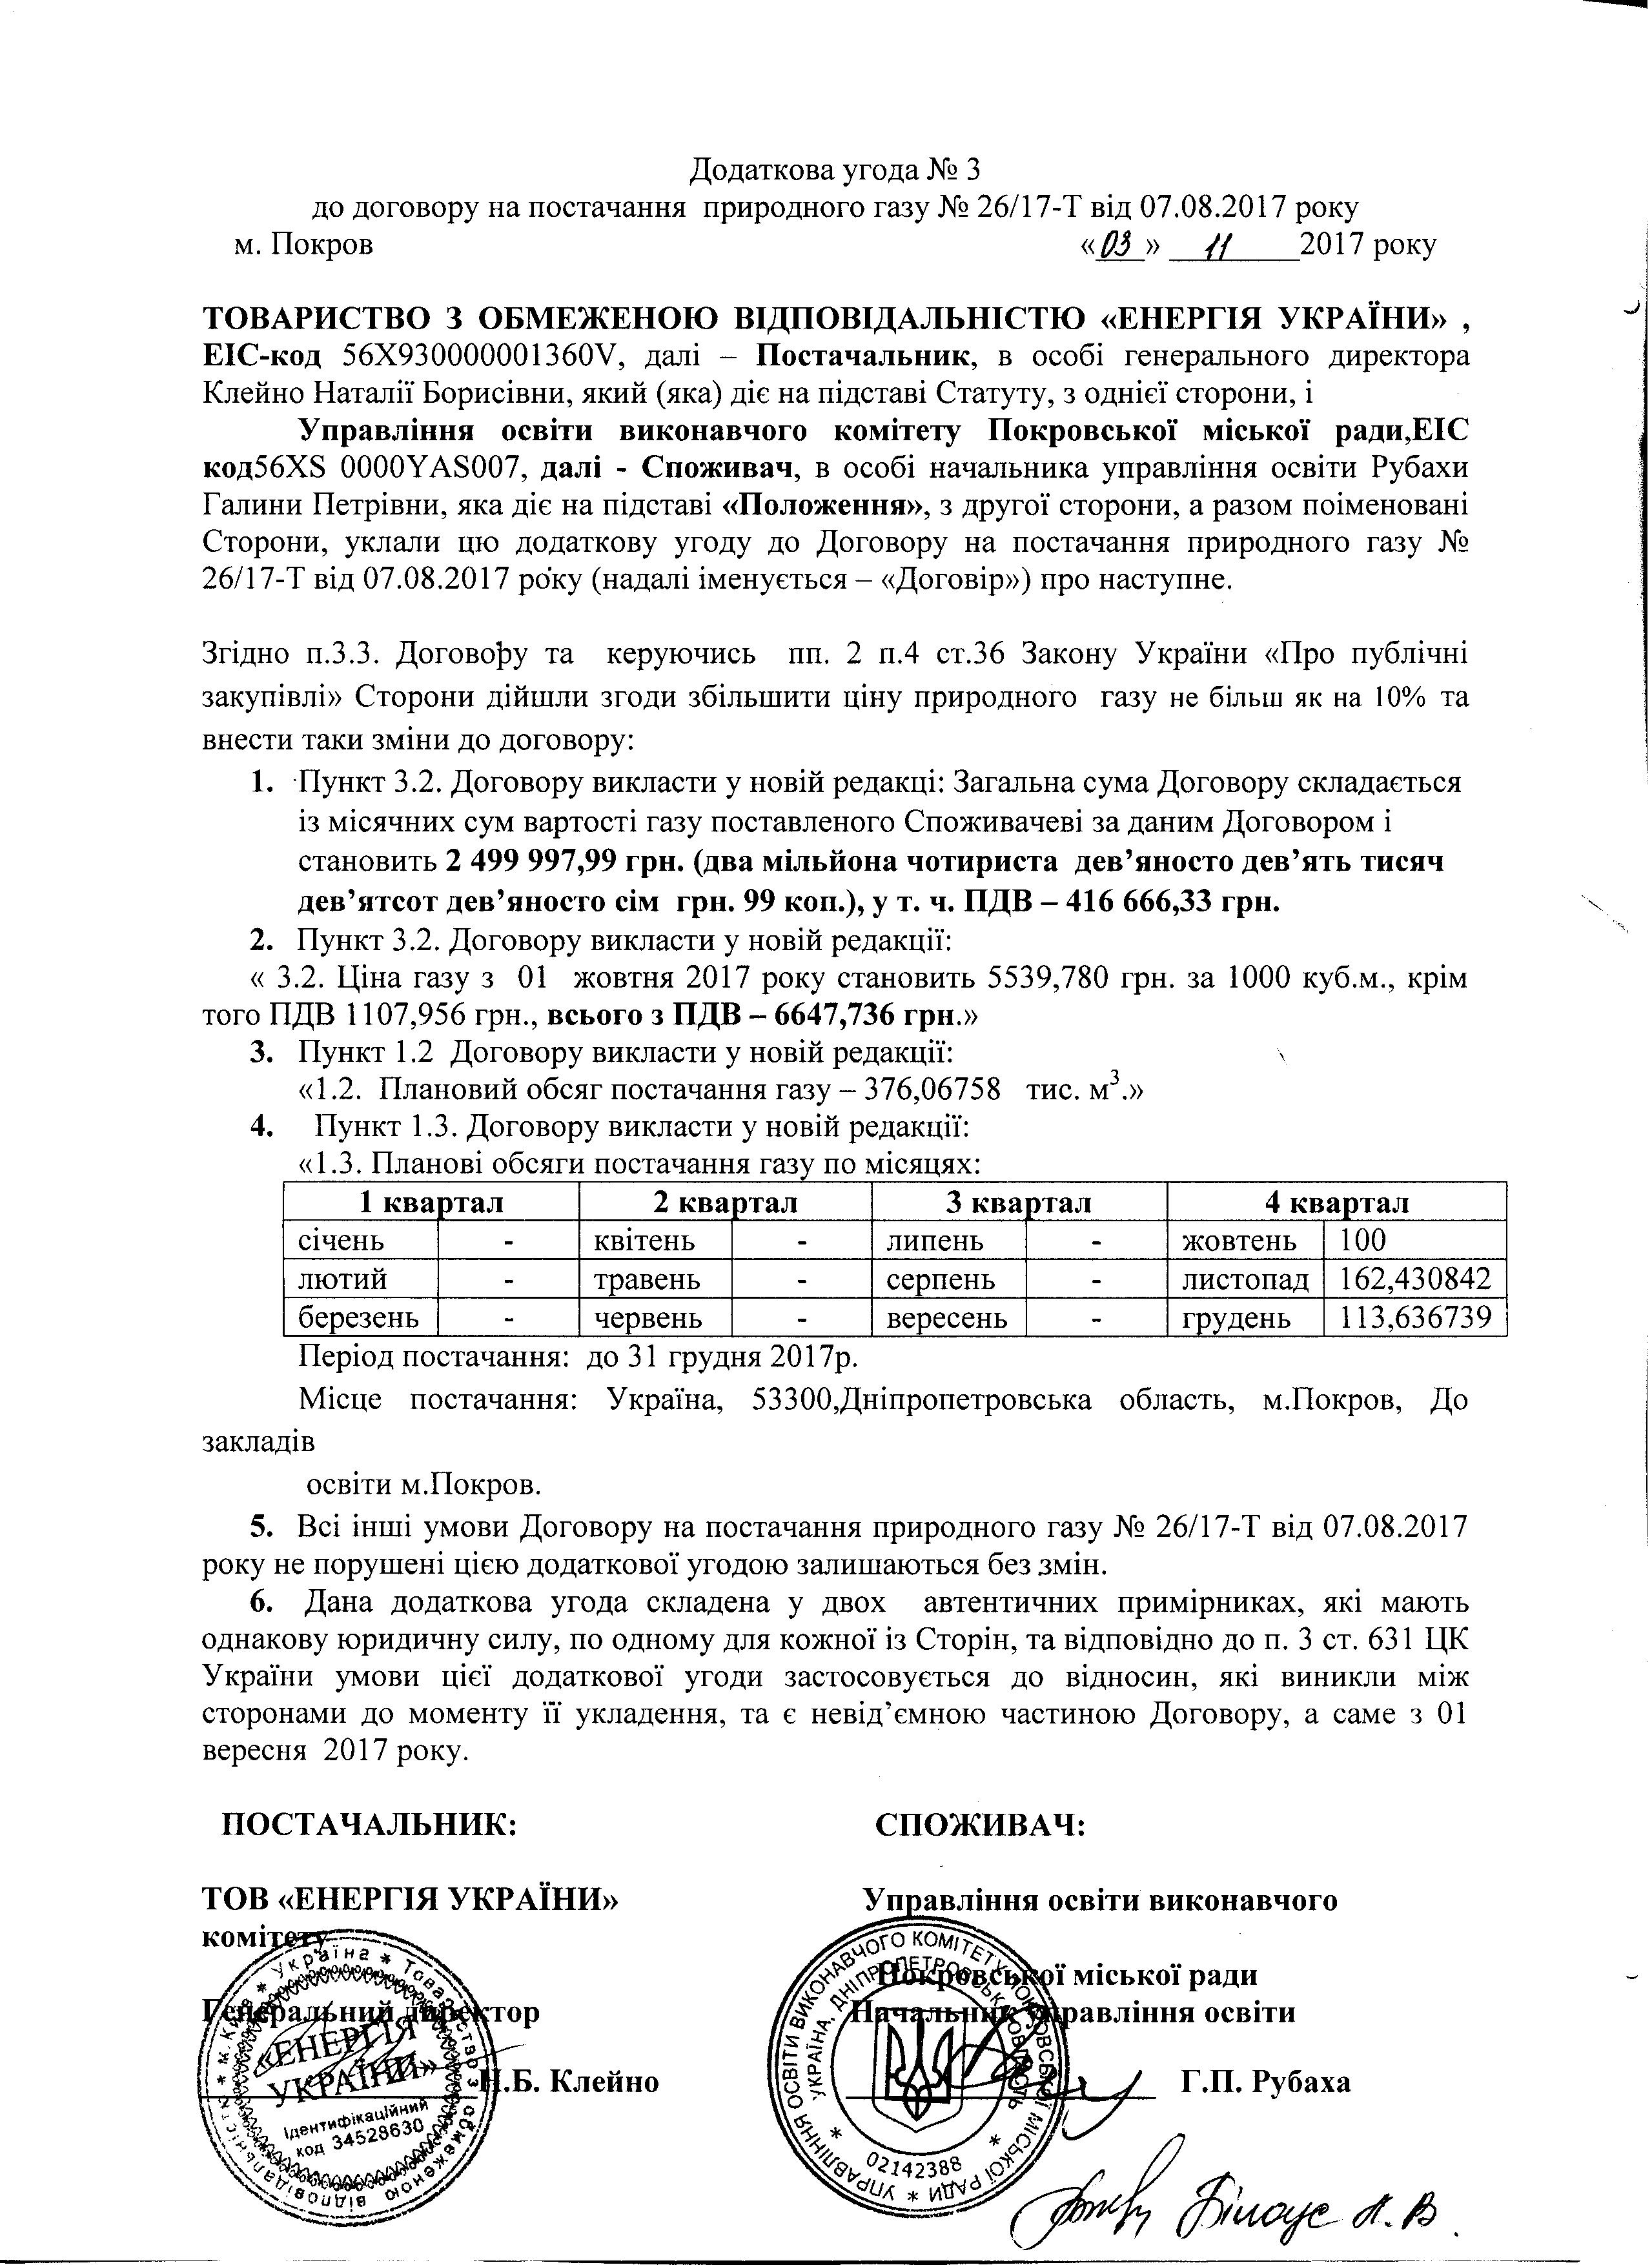 Додаткова угода № 3
до договору на постачання природного газу № 26/17-Т від 07.08.2017 року
м. Покров «03» 11 2017 року
ТОВАРИСТВО З ОБМЕЖЕНОЮ ВІДПОВІДАЛЬНІСТЮ «ЕНЕРГІЯ УКРАЇНИ» ,
ЕІС-код 56X930000001360V, далі – Постачальник, в особі генерального директора
Клейно Наталії Борисівни, який (яка) діє на підставі Статуту, з однієї сторони, і
Управління освіти виконавчого комітету Покровської міської ради,ЕІС
код56XS 0000YAS007, далі - Споживач, в особі начальника управління освіти Рубахи
Галини Петрівни, яка діє на підставі «Положення», з другої сторони, а разом поіменовані
Сторони, уклали цю додаткову угоду до Договору на постачання природного газу №
26/17-Т від 07.08.2017 року (надалі іменується – «Договір») про наступне.
Згідно п.3.3. Договору та керуючись пп. 2 п.4 ст.36 Закону України «Про публічні
закупівлі» Сторони дійшли згоди збільшити ціну природного газу не більш як на 10% та
внести таки зміни до договору:
1. Пункт 3.2. Договору викласти у новій редакці: Загальна сума Договору складається
із місячних сум вартості газу поставленого Споживачеві за даним Договором і
становить 2 499 997,99 грн. (два мільйона чотириста дев’яносто дев’ять тисяч
дев’ятсот дев’яносто сім грн. 99 коп.), у т. ч. ПДВ – 416 666,33 грн.
2. Пункт 3.2. Договору викласти у новій редакції:
« 3.2. Ціна газу з 01 жовтня 2017 року становить 5539,780 грн. за 1000 куб.м., крім
того ПДВ 1107,956 грн., всього з ПДВ – 6647,736 грн.»
3. Пункт 1.2 Договору викласти у новій редакції:
«1.2. Плановий обсяг постачання газу – 376,06758 тис. м³.»
4. Пункт 1.3. Договору викласти у новій редакції:
«1.3. Планові обсяги постачання газу по місяцях:
1 квартал 2 квартал 3 квартал 4 квартал
січень - квітень - липень - жовтень 100
лютий - травень - серпень - листопад 162,430842
березень - червень - вересень - грудень 113,636739
Період постачання: до 31 грудня 2017р.
Місце постачання: Україна, 53300,Дніпропетровська область, м.Покров, До
закладів
освіти м.Покров.
5. Всі інші умови Договору на постачання природного газу № 26/17-Т від 07.08.2017
року не порушені цією додаткової угодою залишаються без змін.
6. Дана додаткова угода складена у двох автентичних примірниках, які мають
однакову юридичну силу, по одному для кожної із Сторін, та відповідно до п. 3 ст. 631 ЦК
України умови цієї додаткової угоди застосовується до відносин, які виникли між
сторонами до моменту її укладення, та є невід’ємною частиною Договору, а саме з 01
вересня 2017 року.
ПОСТАЧАЛЬНИК: СПОЖИВАЧ:
ТОВ «ЕНЕРГІЯ УКРАЇНИ» Управління освіти виконавчого
комітету
Покровської міської ради
Генеральний директор Начальник управління освіти
Н.Б. Клейно Г.П. Рубаха
* м. Київ * Україна * Товариство з обмеженою відповідальністю
«ЕНЕРГІЯ
УКРАЇНИ»
Ідентифікаційний
код 34528630
УПРАВЛІННЯ ОСВІТИ ВИКОНАВЧОГО КОМІТЕТУ ПОКРОВСЬКОЇ МІСЬКОЇ РАДИ *
УКРАЇНА, ДНІПРОПЕТРОВСЬКА ОБЛАСТЬ
* 02142388 *
Білоус А.В.